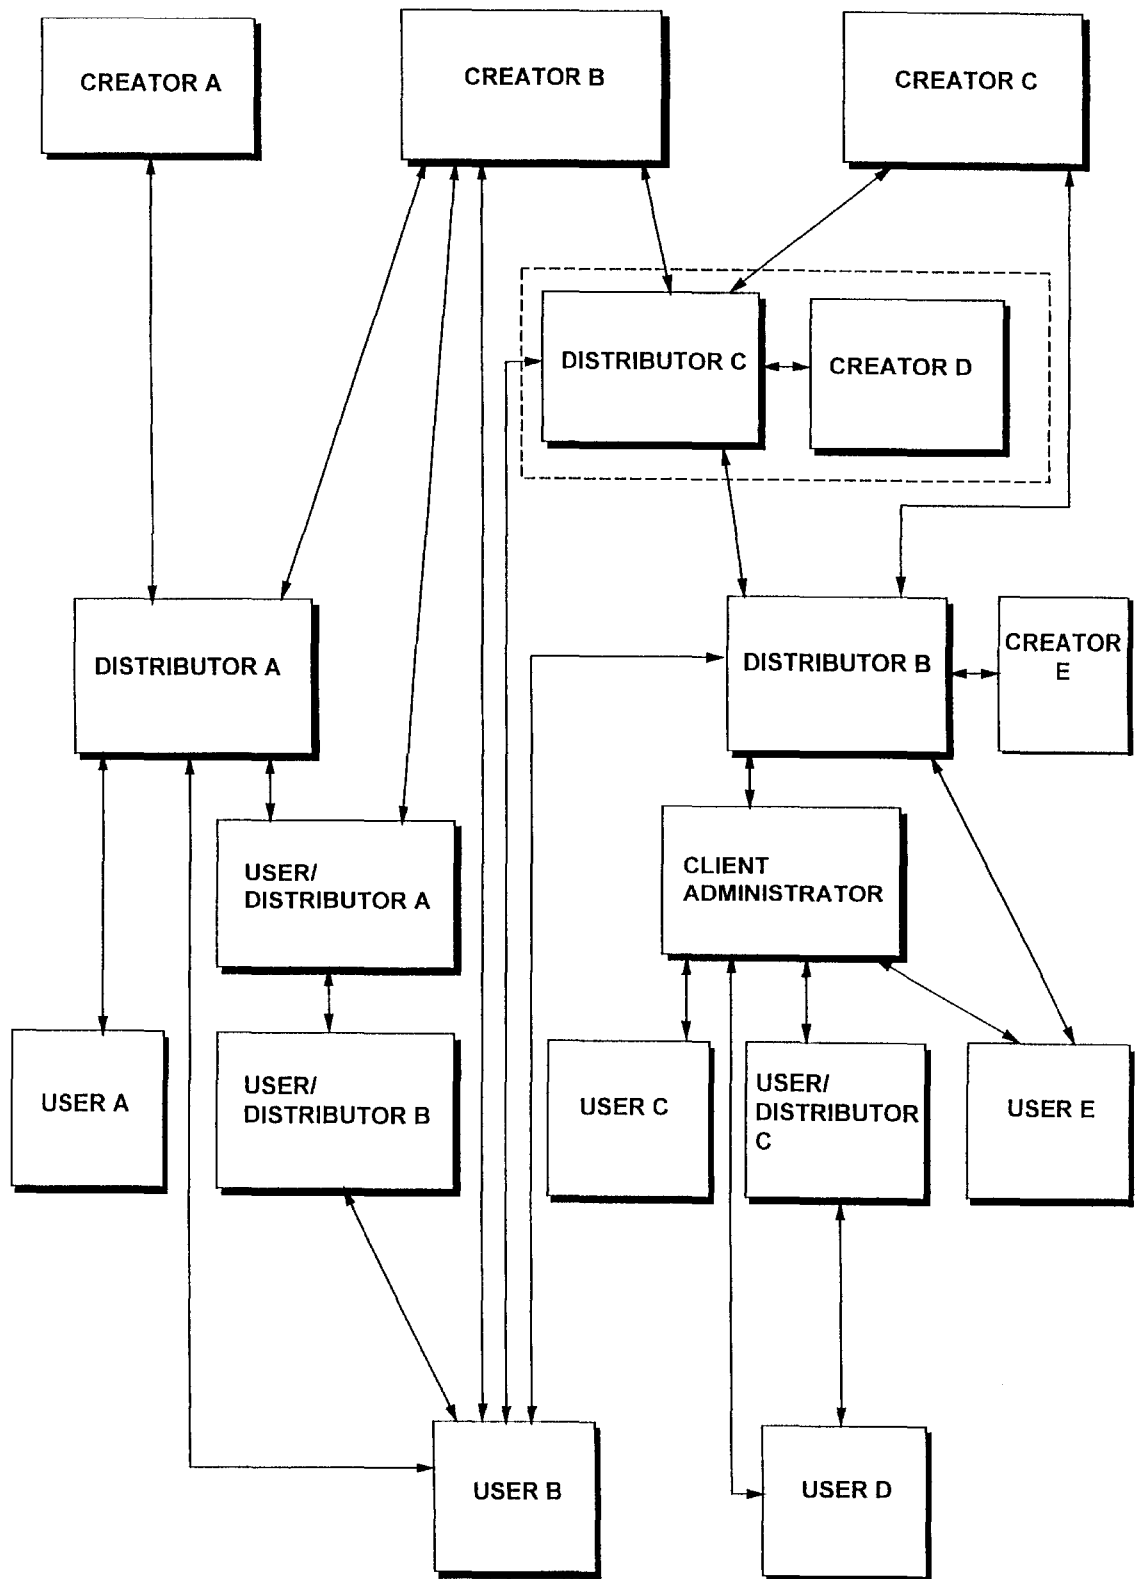 CREATOR A
CREATOR B
CREATOR C
DISTRIBUTOR C
CREATOR D
DISTRIBUTOR A
DISTRIBUTOR B
CREATOR
E
USER/
DISTRIBUTOR A
CLIENT
ADMINISTRATOR
USER A
USER/
DISTRIBUTOR B
USER C
USER/
DISTRIBUTOR
C
USER E
USER B
USER D